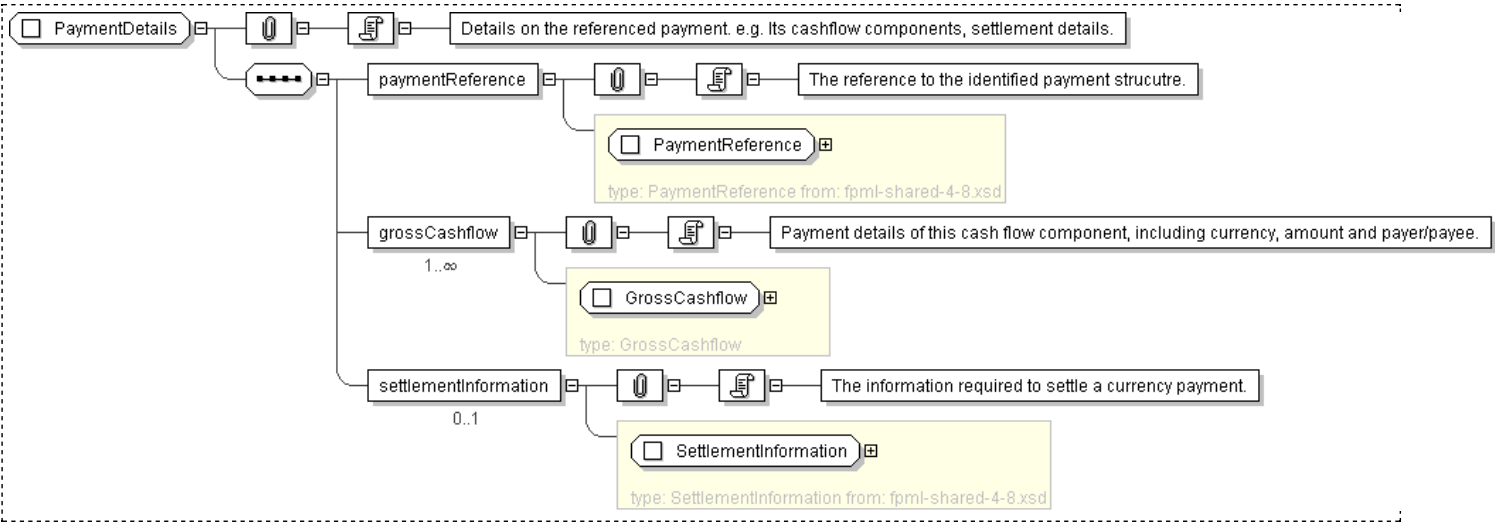 PaymentDetails
Details on the referenced payment. e.g. Its cashflow components, settlement details.
paymentReference
The reference to the identified payment strucutre.
PaymentReference
type: PaymentReference from: fpml-shared-4-8.xsd
grossCashflow
Payment details of this cash flow component, including currency, amount and payer/payee.
1..∞
GrossCashflow
type: GrossCashflow
settlementInformation
The information required to settle a currency payment.
0..1
SettlementInformation
type: SettlementInformation from: fpml-shared-4-8.xsd